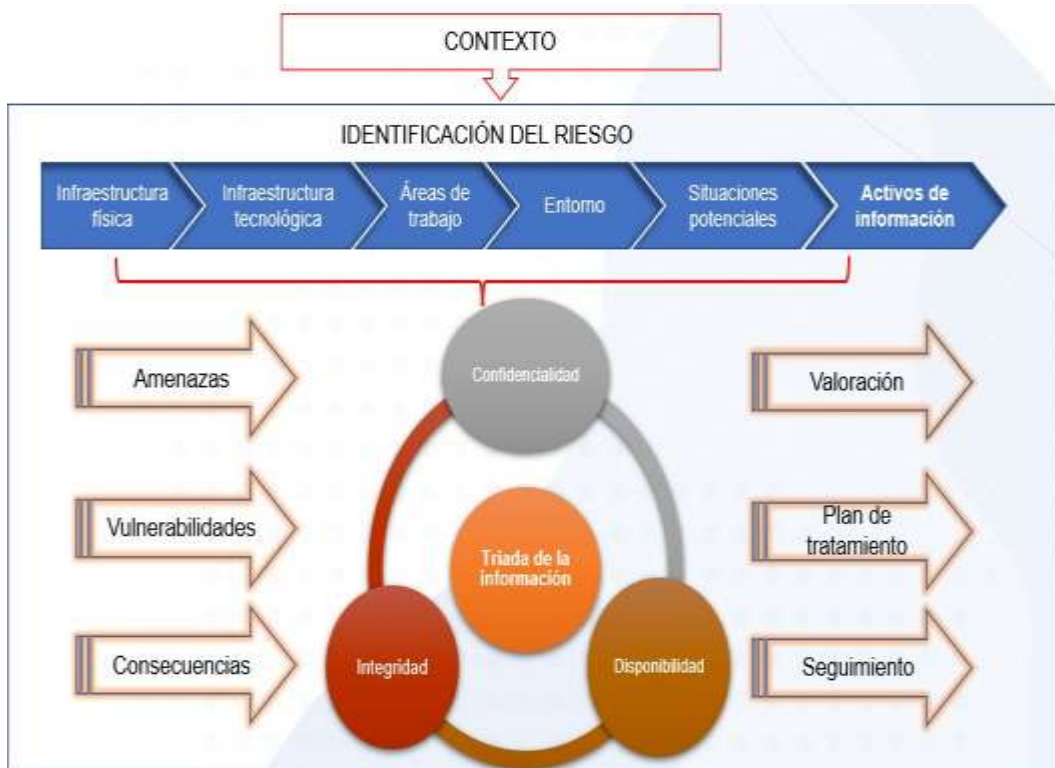 CONTEXTO
IDENTIFICACIÓN DEL RIESGO
Infraestructura
física
Infraestructura
tecnológica
Áreas de
trabajo
Entorno
Situaciones
potenciales
Activos de
información
Amenazas
Confidencialidad
Valoración
Vulnerabilidades
Triada de la
información
Plan de
tratamiento
Consecuencias
Integridad
Disponibilidad
Seguimiento